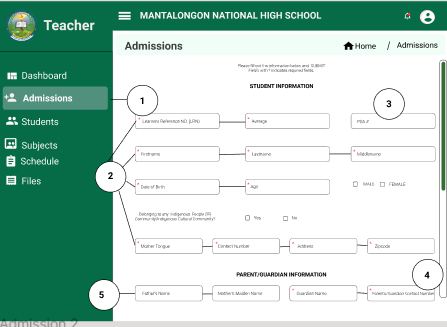 Teacher
MANTALONGON NATIONAL HIGH SCHOOL
Admissions
Home / Admissions
Dashboard
Admissions
Students
Subjects
Schedule
Files
Please fill out the information below and SUBMIT
Fields with * indicates required fields.
STUDENT INFORMATION
1
3
* Learners Reference NO. (LRN)
* Average
PSA #
* Firstname
* Lastname
* Middlename
2
* Date of Birth
* Age
MALE
FEMALE
Belonging to any Indigenous People (IP)
Community/Indigenous Cultural Community?
Yes
No
* Mother Tongue
* Contact Number
* Address
* Zipcode
PARENT/GUARDIAN INFORMATION
4
5
* Father's Name
* Mothers Maiden Name
* Guardian Name
* Parents/Guardian Contact Number
Admission 2